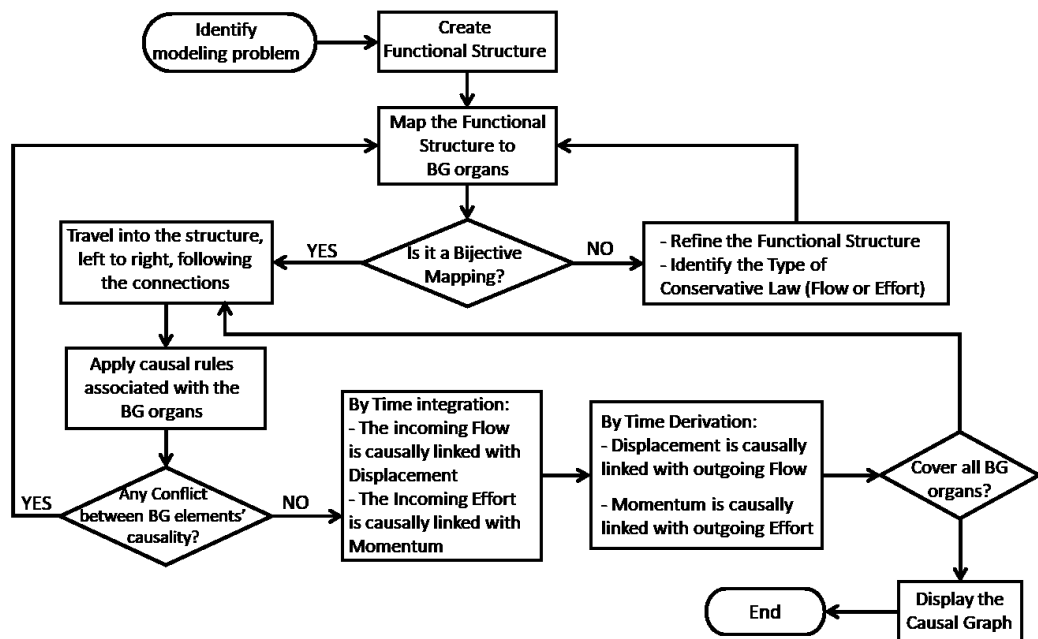 Identify
modeling problem
Create
Functional Structure
Map the Functional
Structure to
BG organs
Is it a Bijective
Mapping?
YES
NO
- Refine the Functional Structure
- Identify the Type of
Conservative Law (Flow or Effort)
Travel into the structure,
left to right, following
the connections
Apply causal rules
associated with the
BG organs
Any Conflict
between BG elements'
causality?
YES
NO
By Time integration:
- The incoming Flow
is causally linked with
Displacement
- The Incoming Effort
is causally linked with
Momentum
By Time Derivation:
- Displacement is causally
linked with outgoing Flow
- Momentum is causally
linked with outgoing Effort
Cover all BG
organs?
Display the
Causal Graph
End